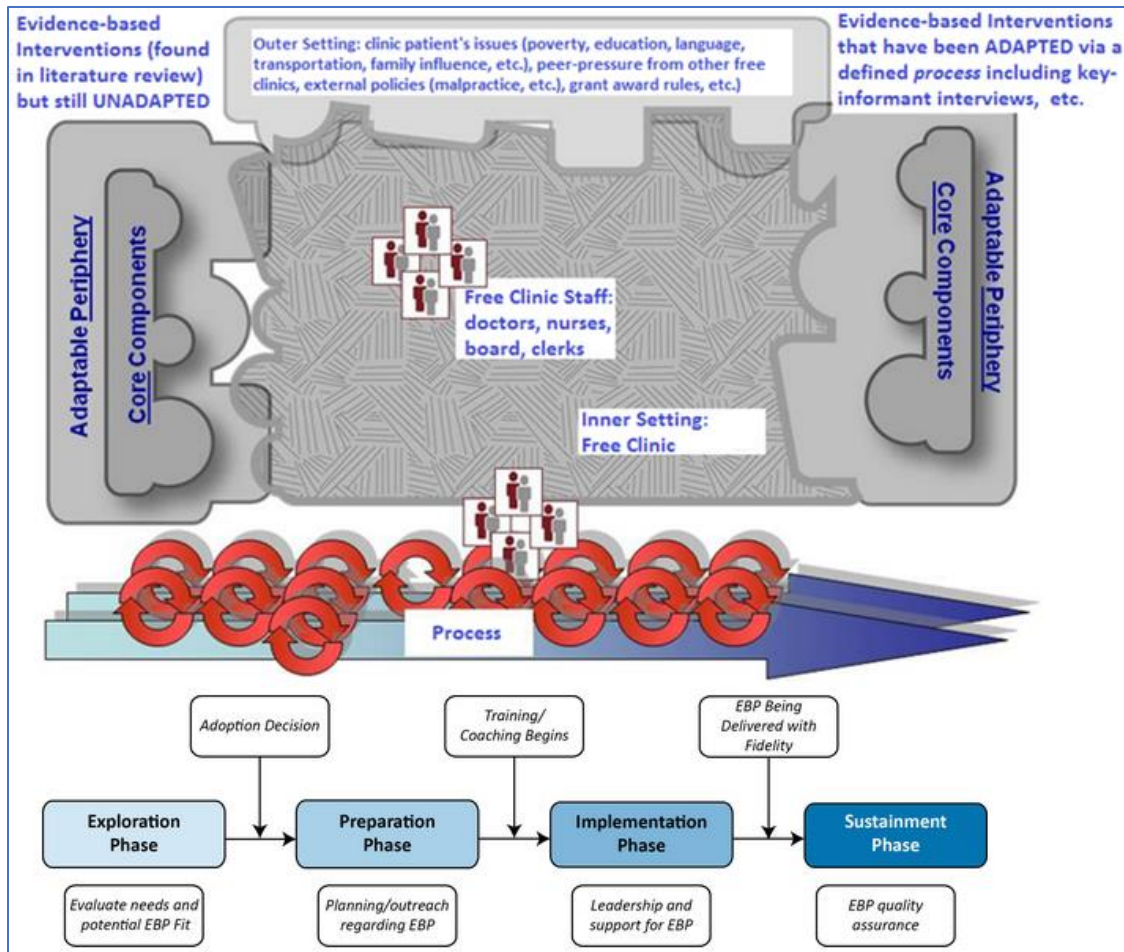 Evidence-based
Interventions (found
in literature review)
but still UNADAPTED
Outer Setting: clinic patient's issues (poverty, education, language,
transportation, family influence, etc.), peer-pressure from other free
clinics, external policies (malpractice, etc.), grant award rules, etc.)
Evidence-based Interventions
that have been ADAPTED via a
defined process including key-
informant interviews, etc.
Adaptable Periphery
Core Components
Free Clinic Staff:
doctors, nurses,
board, clerks
Inner Setting:
Free Clinic
Core Components
Adaptable Periphery
Process
Adoption Decision
Training/
Coaching Begins
EBP Being
Delivered with
Fidelity
Exploration
Phase
Preparation
Phase
Implementation
Phase
Sustainment
Phase
Evaluate needs and
potential EBP Fit
Planning/outreach
regarding EBP
Leadership and
support for EBP
EBP quality
assurance